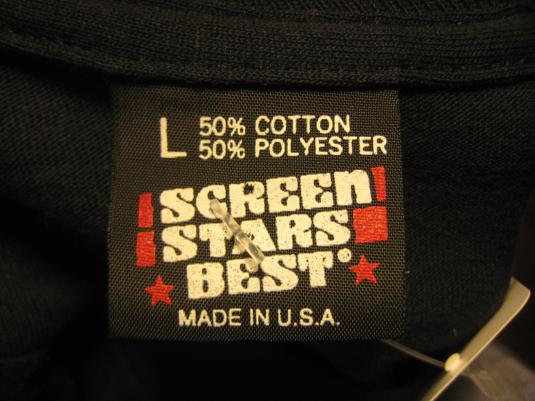 L 50% COTTON
50% POLYESTER
SCREEN
STARS
BEST®
MADE IN U.S.A.